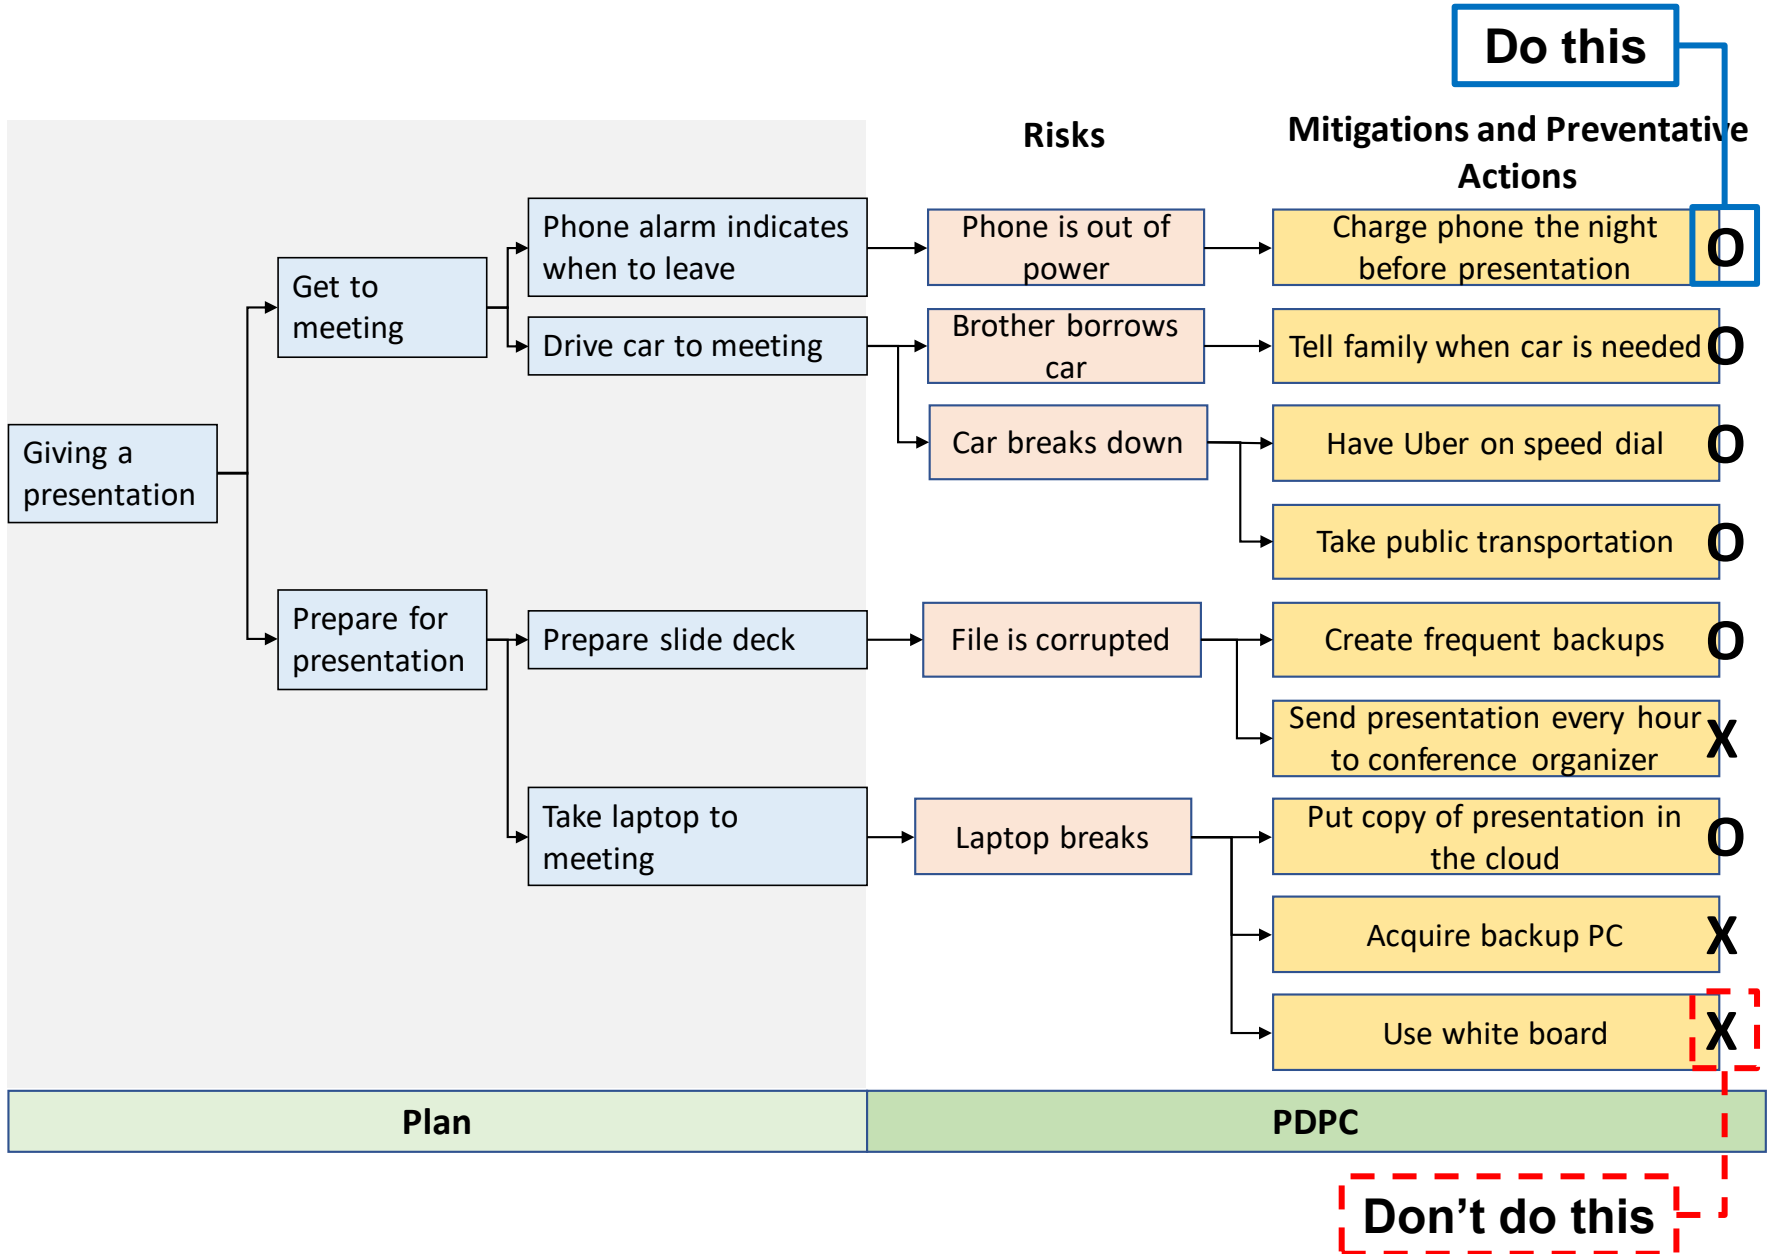 Do this
Risks
Mitigations and Preventative
Actions
Phone alarm indicates
when to leave
Phone is out of
power
Charge phone the night
before presentation
O
Get to
meeting
Drive car to meeting
Brother borrows
car
Tell family when car is needed
O
Giving a
presentation
Car breaks down
Have Uber on speed dial
O
Take public transportation
O
Prepare for
presentation
Prepare slide deck
File is corrupted
Create frequent backups
O
Send presentation every hour
to conference organizer
X
Take laptop to
meeting
Laptop breaks
Put copy of presentation in
the cloud
O
Acquire backup PC
X
Use white board
X
Plan
PDPC
Don't do this